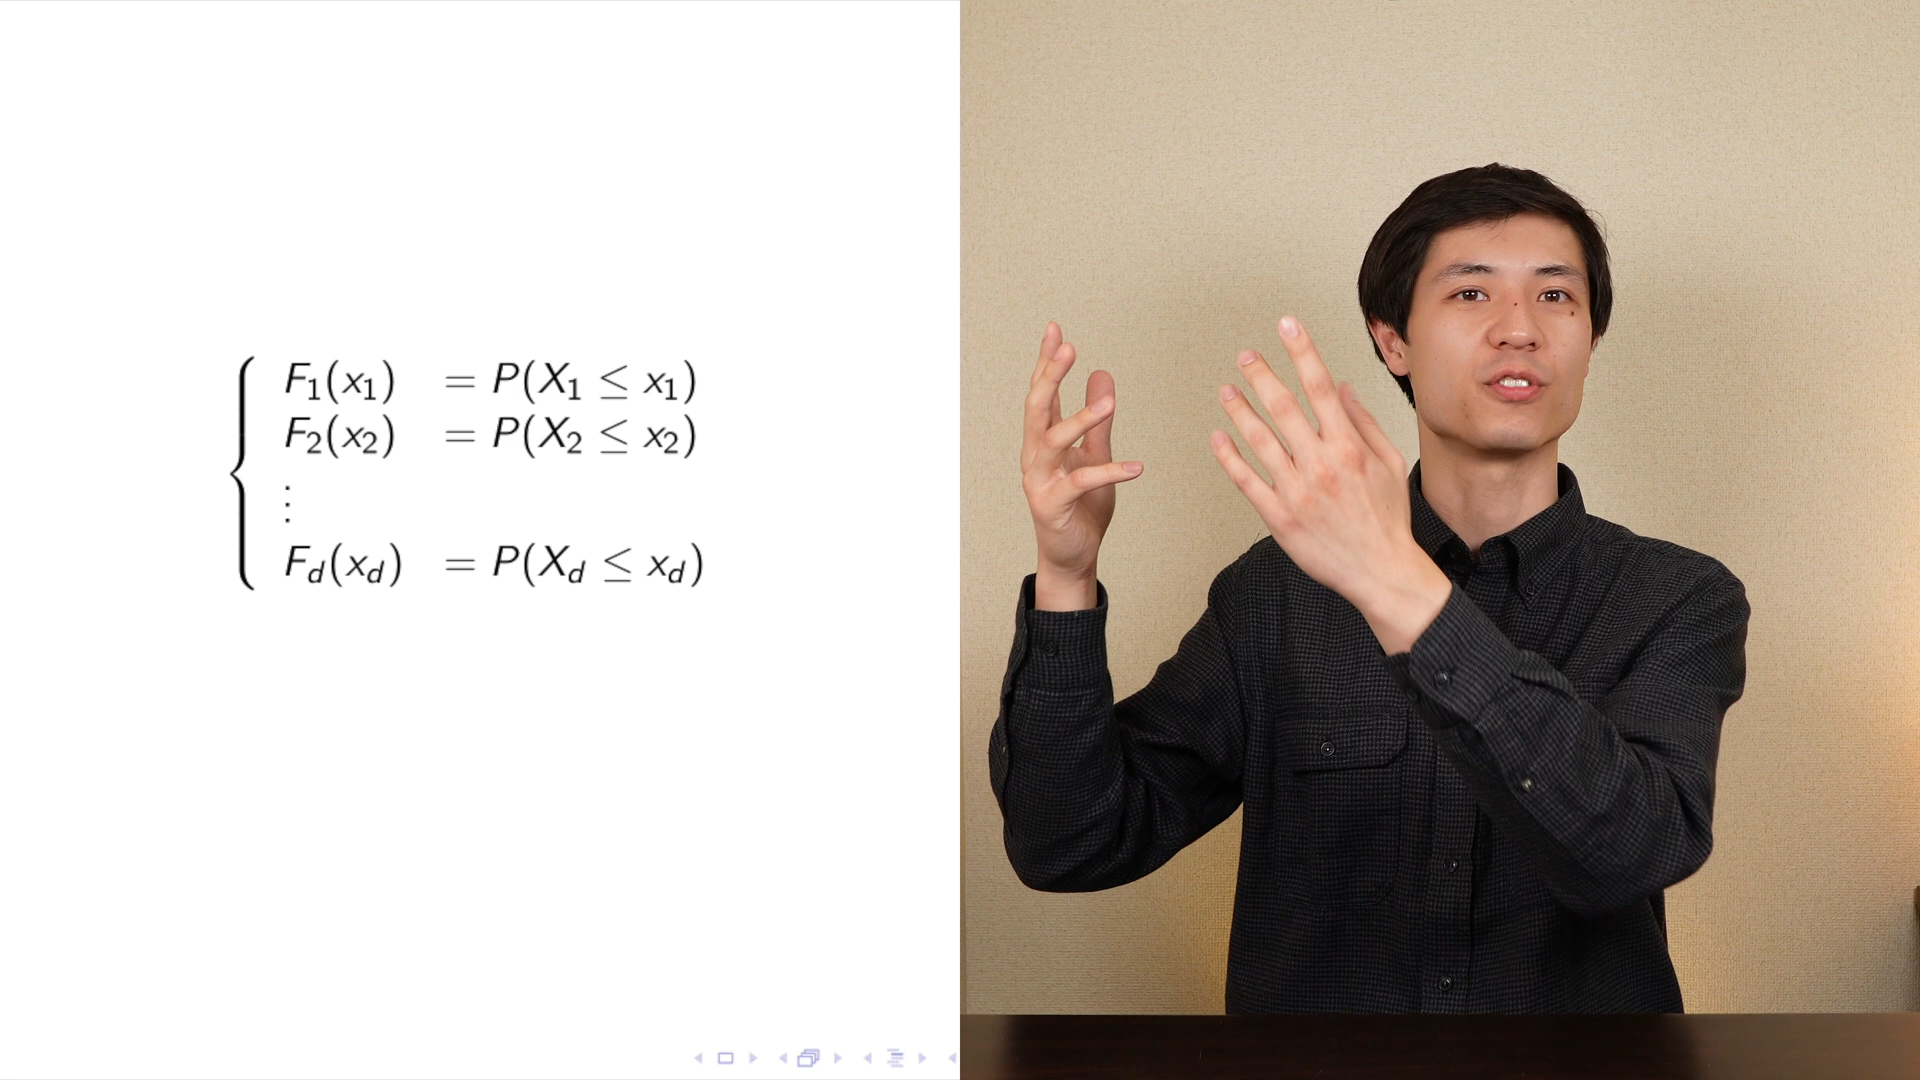 F₁(x₁) = P(X₁ ≤ x₁)
F₂(x₂) = P(X₂ ≤ x₂)
⋮
F_d(x_d) = P(X_d ≤ x_d)